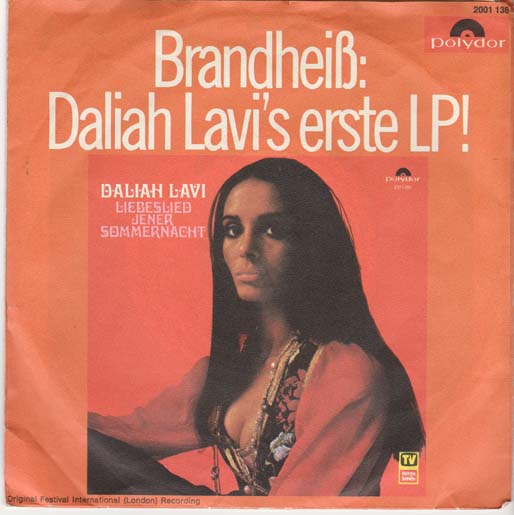 2001 136
Polydor
Brandheiß:
Daliah Lavi's erste LP!
Polydor
DALIAH LAVI
LIEBESLIED
JENER
SOMMERNACHT
TV
Original Festival International (London) Recording